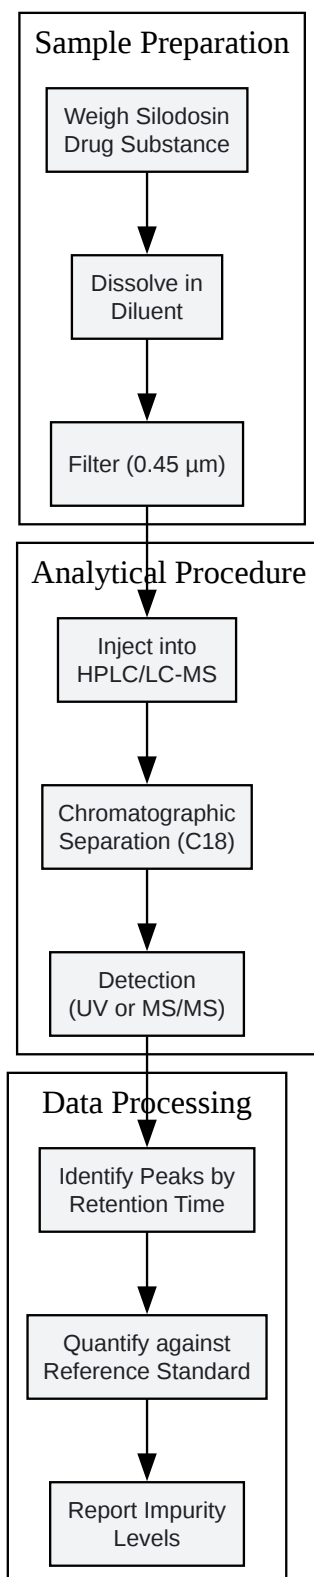 Sample Preparation
Weigh Silodosin
Drug Substance
Dissolve in
Diluent
Filter (0.45 µm)
Analytical Procedure
Inject into
HPLC/LC-MS
Chromatographic
Separation (C18)
Detection
(UV or MS/MS)
Data Processing
Identify Peaks by
Retention Time
Quantify against
Reference Standard
Report Impurity
Levels